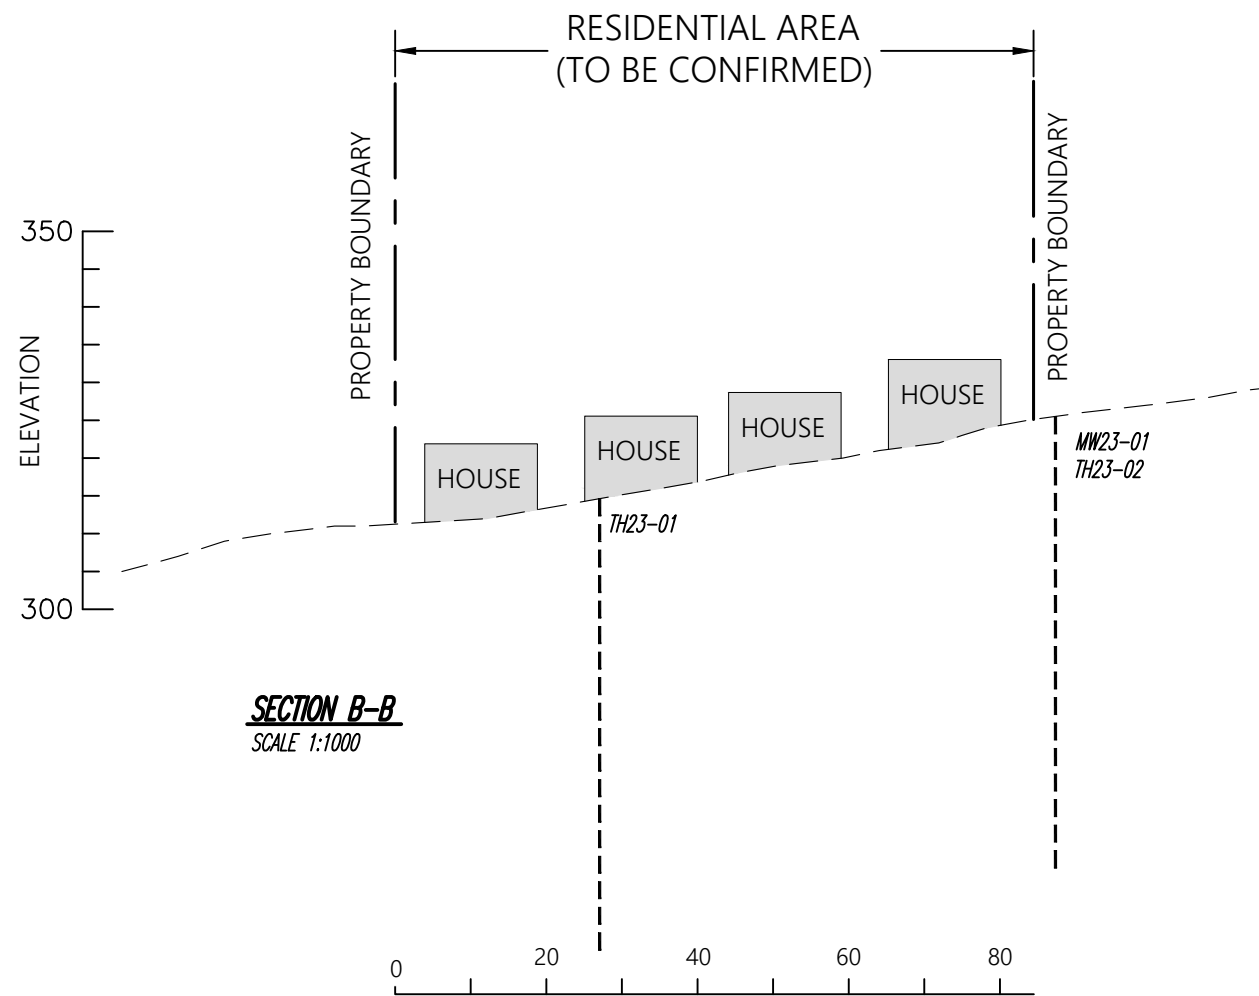 RESIDENTIAL AREA
(TO BE CONFIRMED)
PROPERTY BOUNDARY
PROPERTY BOUNDARY
350
ELEVATION
300
HOUSE
HOUSE
HOUSE
HOUSE
TH23-01
MW23-01
TH23-02
SECTION B-B
SCALE 1:1000
0
20
40
60
80